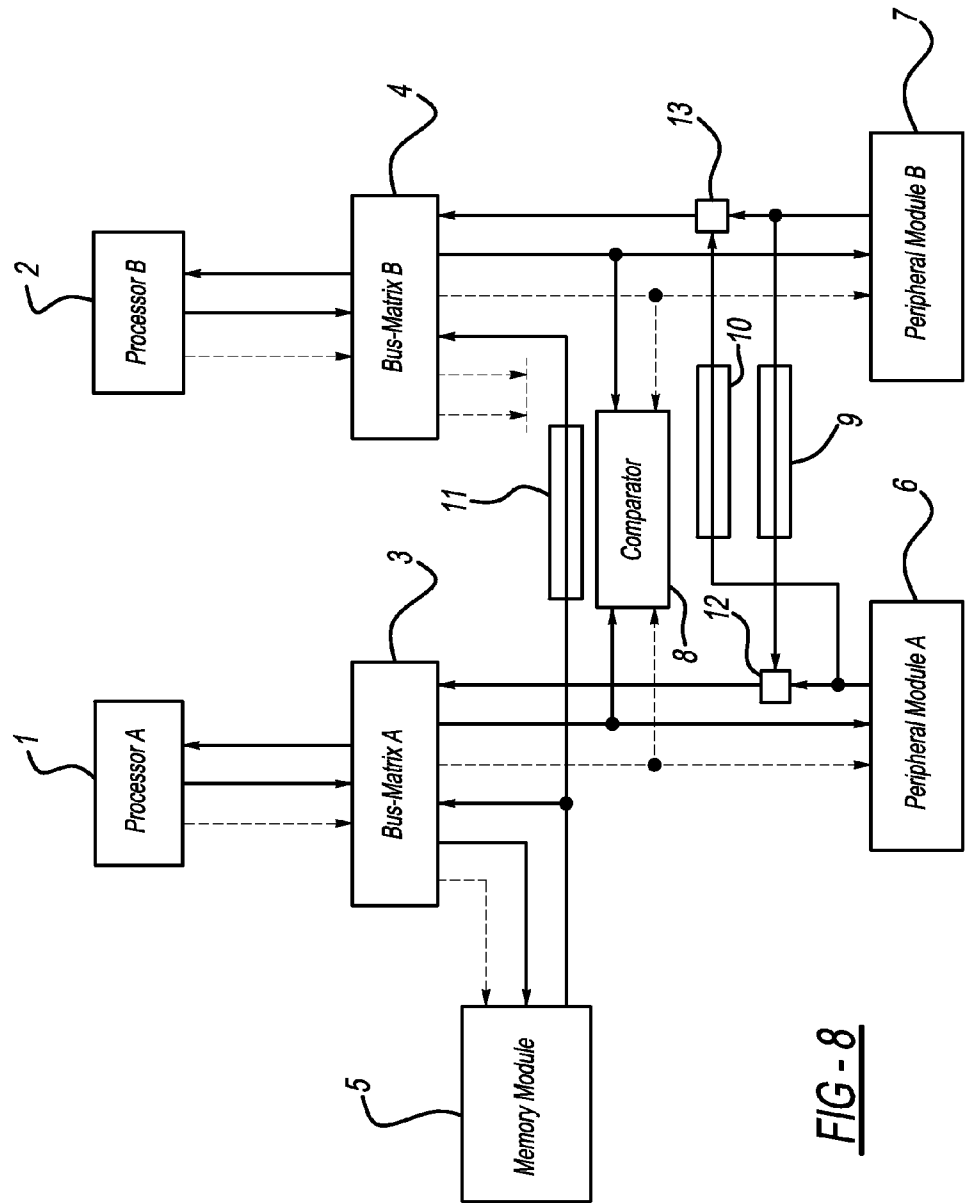 1
Processor A
2
Processor B
3
Bus-Matrix A
4
Bus-Matrix B
5
Memory Module
11
Comparator
8
10
9
12
13
6
Peripheral Module A
7
Peripheral Module B
FIG - 8